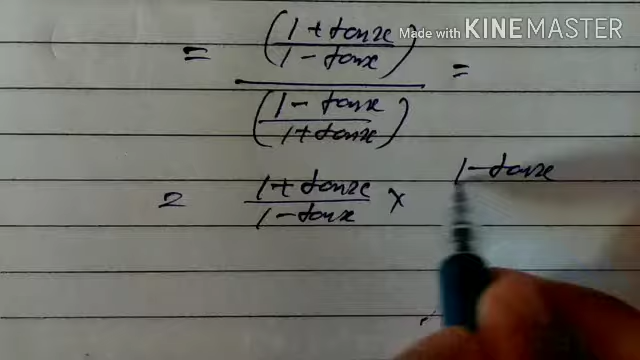 Made with KINEMASTER
= (1 + tanx / 1 - tanx) / (1 - tanx / 1 + tanx) =
= 1 + tanx / 1 - tanx × 1 - tanx